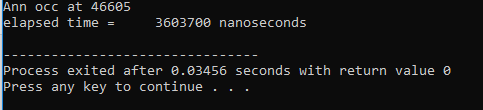 Ann occ at 46605
elapsed time =     3603700 nanoseconds
--------------------------------
Process exited after 0.03456 seconds with return value 0
Press any key to continue . . .